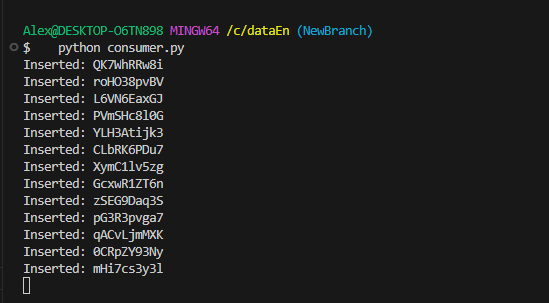 Alex@DESKTOP-O6TN898 MINGW64 /c/dataEn (NewBranch)
$ python consumer.py
Inserted: QK7WhRRw8i
Inserted: roHO38pvBV
Inserted: L6VN6EaxGJ
Inserted: PVmSHc8l0G
Inserted: YLH3Atijk3
Inserted: CLbRK6PDu7
Inserted: XymC1lv5zg
Inserted: GcxwR1ZT6n
Inserted: zSEG9Daq3S
Inserted: pG3R3pvga7
Inserted: qACvLjmMXK
Inserted: 0CRpZY93Ny
Inserted: mHi7cs3y3l